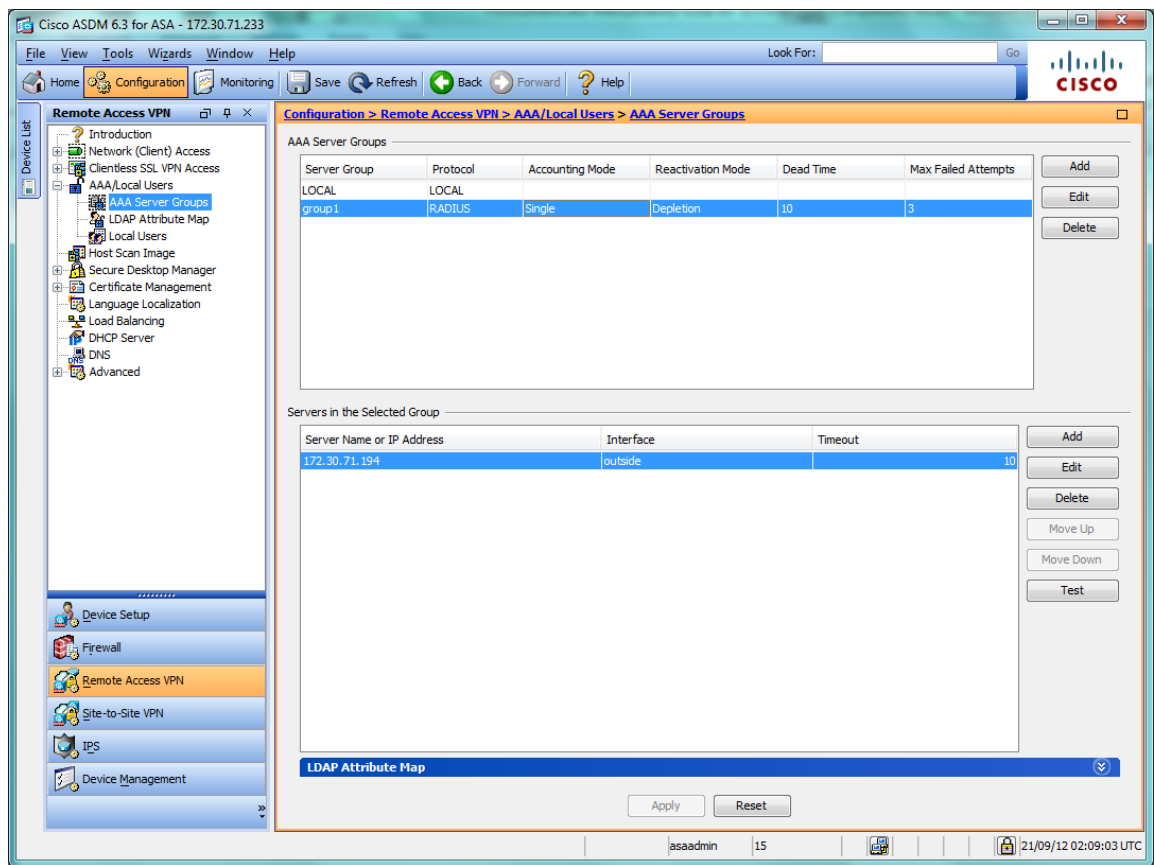 Cisco ASDM 6.3 for ASA - 172.30.71.233
File View Tools Wizards Window Help
Look For:
Go
Home Configuration Monitoring Save Refresh Back Forward Help
CISCO
Device List
Remote Access VPN
Introduction
Network (Client) Access
Clientless SSL VPN Access
AAA/Local Users
AAA Server Groups
LDAP Attribute Map
Local Users
Host Scan Image
Secure Desktop Manager
Certificate Management
Language Localization
Load Balancing
DHCP Server
DNS
Advanced
Device Setup
Firewall
Remote Access VPN
Site-to-Site VPN
IPS
Device Management
Configuration > Remote Access VPN > AAA/Local Users > AAA Server Groups
AAA Server Groups
Server Group Protocol Accounting Mode Reactivation Mode Dead Time Max Failed Attempts
LOCAL LOCAL
group1 RADIUS Single Depletion 10 3
Add
Edit
Delete
Servers in the Selected Group
Server Name or IP Address Interface Timeout
172.30.71.194 outside 10
Add
Edit
Delete
Move Up
Move Down
Test
LDAP Attribute Map
Apply Reset
asaadmin 15 21/09/12 02:09:03 UTC